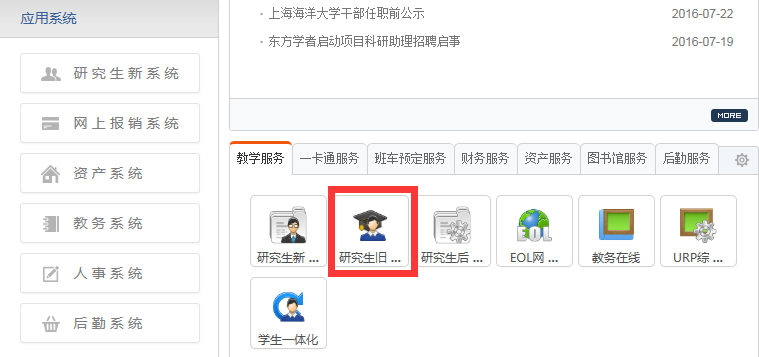 应用系统
研究生新系统
网上报销系统
资产系统
教务系统
人事系统
后勤系统
· 上海海洋大学干部任职前公示 2016-07-22
· 东方学者启动项目科研助理招聘启事 2016-07-19
MORE
教学服务 一卡通服务 班车预定服务 财务服务 资产服务 图书馆服务 后勤服务
研究生新 ... 研究生旧 ... 研究生后 ... EOL网 ... 教务在线 URP综 ...
学生一体化